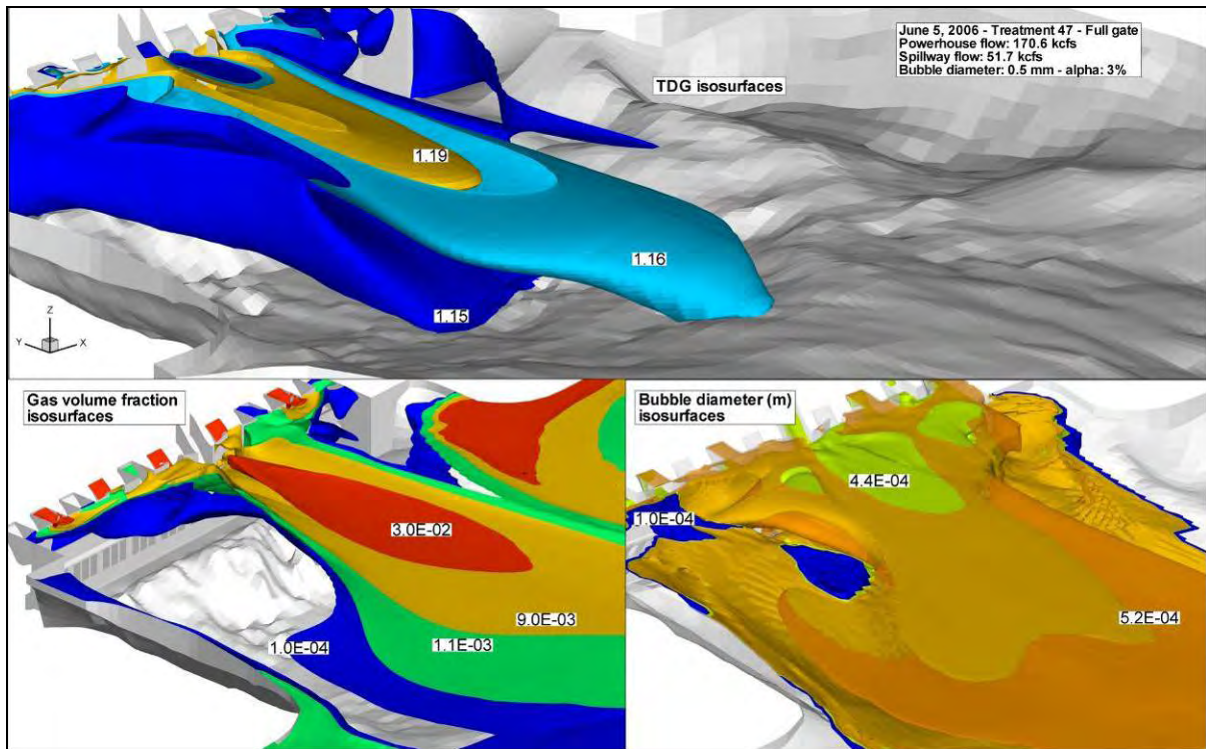 June 5, 2006 - Treatment 47 - Full gate
Powerhouse flow: 170.6 kcfs
Spillway flow: 51.7 kcfs
Bubble diameter: 0.5 mm - alpha: 3%
TDG isosurfaces
1.19
1.16
1.15
Z
Y
X
Gas volume fraction
isosurfaces
3.0E-02
9.0E-03
1.1E-03
1.0E-04
Bubble diameter (m)
isosurfaces
4.4E-04
1.0E-04
5.2E-04